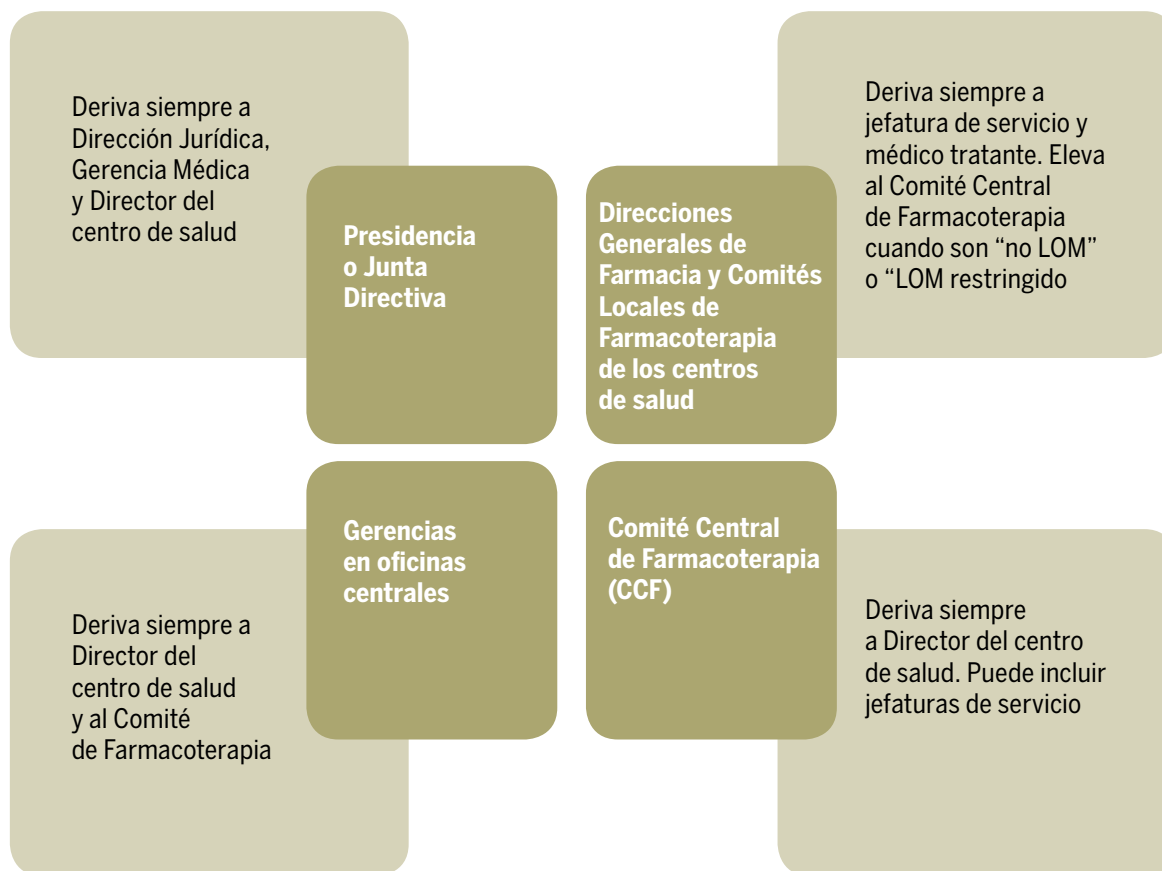 Deriva siempre a
Dirección Jurídica,
Gerencia Médica
y Director del
centro de salud
Presidencia
o Junta
Directiva
Direcciones
Generales de
Farmacia y Comités
Locales de
Farmacoterapia
de los centros
de salud
Deriva siempre a
jefatura de servicio y
médico tratante. Eleva
al Comité Central
de Farmacoterapia
cuando son “no LOM”
o “LOM restringido
Deriva siempre a
Director del
centro de salud
y al Comité
de Farmacoterapia
Gerencias
en oficinas
centrales
Comité Central
de Farmacoterapia
(CCF)
Deriva siempre
a Director del centro
de salud. Puede incluir
jefaturas de servicio